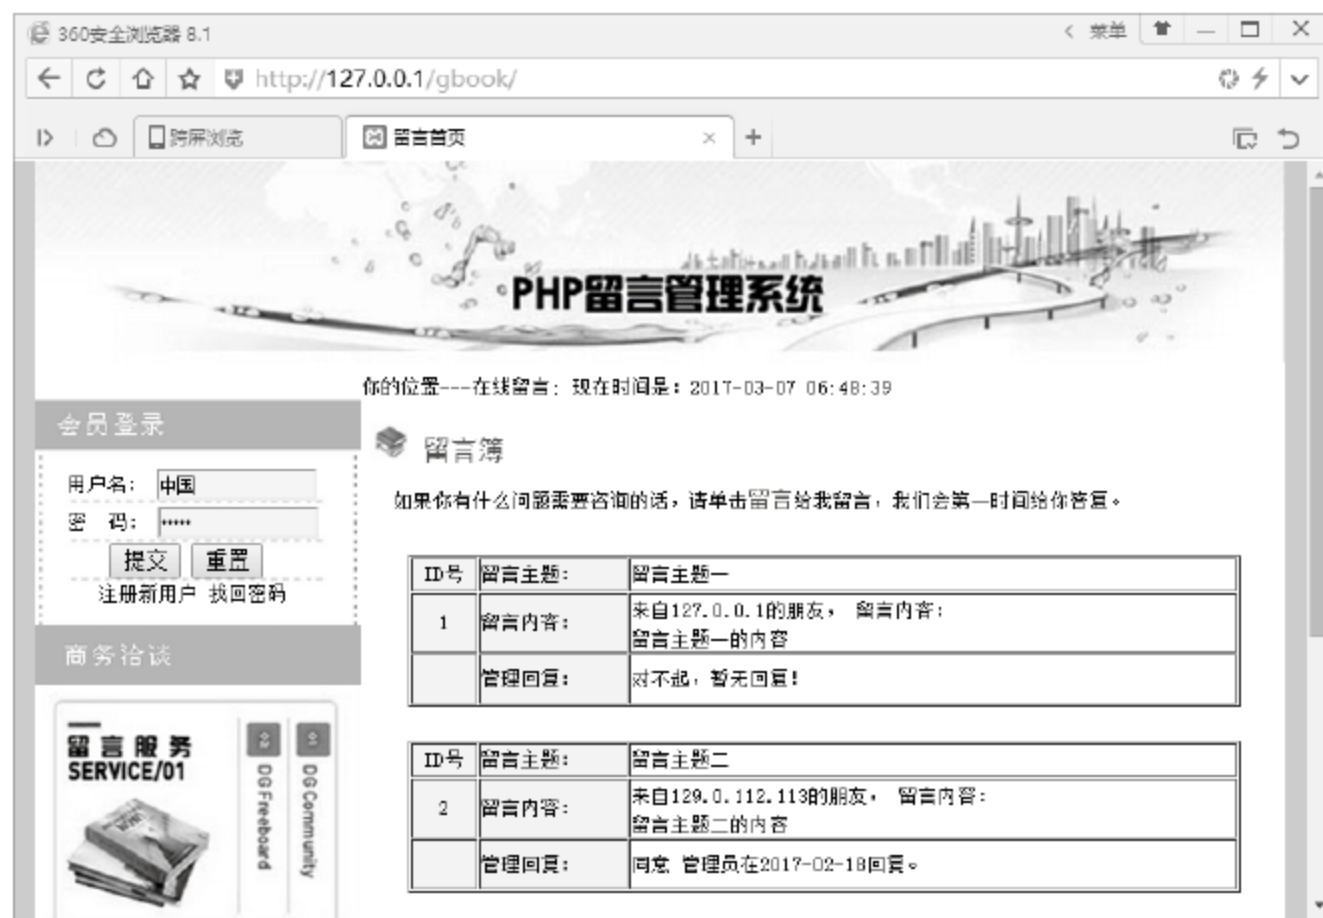 360安全浏览器 8.1
菜单
http://127.0.0.1/gbook/
跨屏浏览
留言首页
PHP留言管理系统
你的位置---在线留言: 现在时间是: 2017-03-07 06:48:39
会员登录
用户名: 中国
密 码: •••••
提交 重置
注册新用户 找回密码
商务洽谈
留言服务
SERVICE/01
DG Freeboard
DG Community
留言簿
如果你有什么问题需要咨询的话，请单击留言给我留言，我们会第一时间给你答复。
ID号 留言主题: 留言主题一
1 留言内容: 来自127.0.0.1的朋友， 留言内容:
留言主题一的内容
管理回复: 对不起，暂无回复!
ID号 留言主题: 留言主题二
2 留言内容: 来自129.0.112.113的朋友， 留言内容:
留言主题二的内容
管理回复: 同意 管理员在2017-02-18回复。